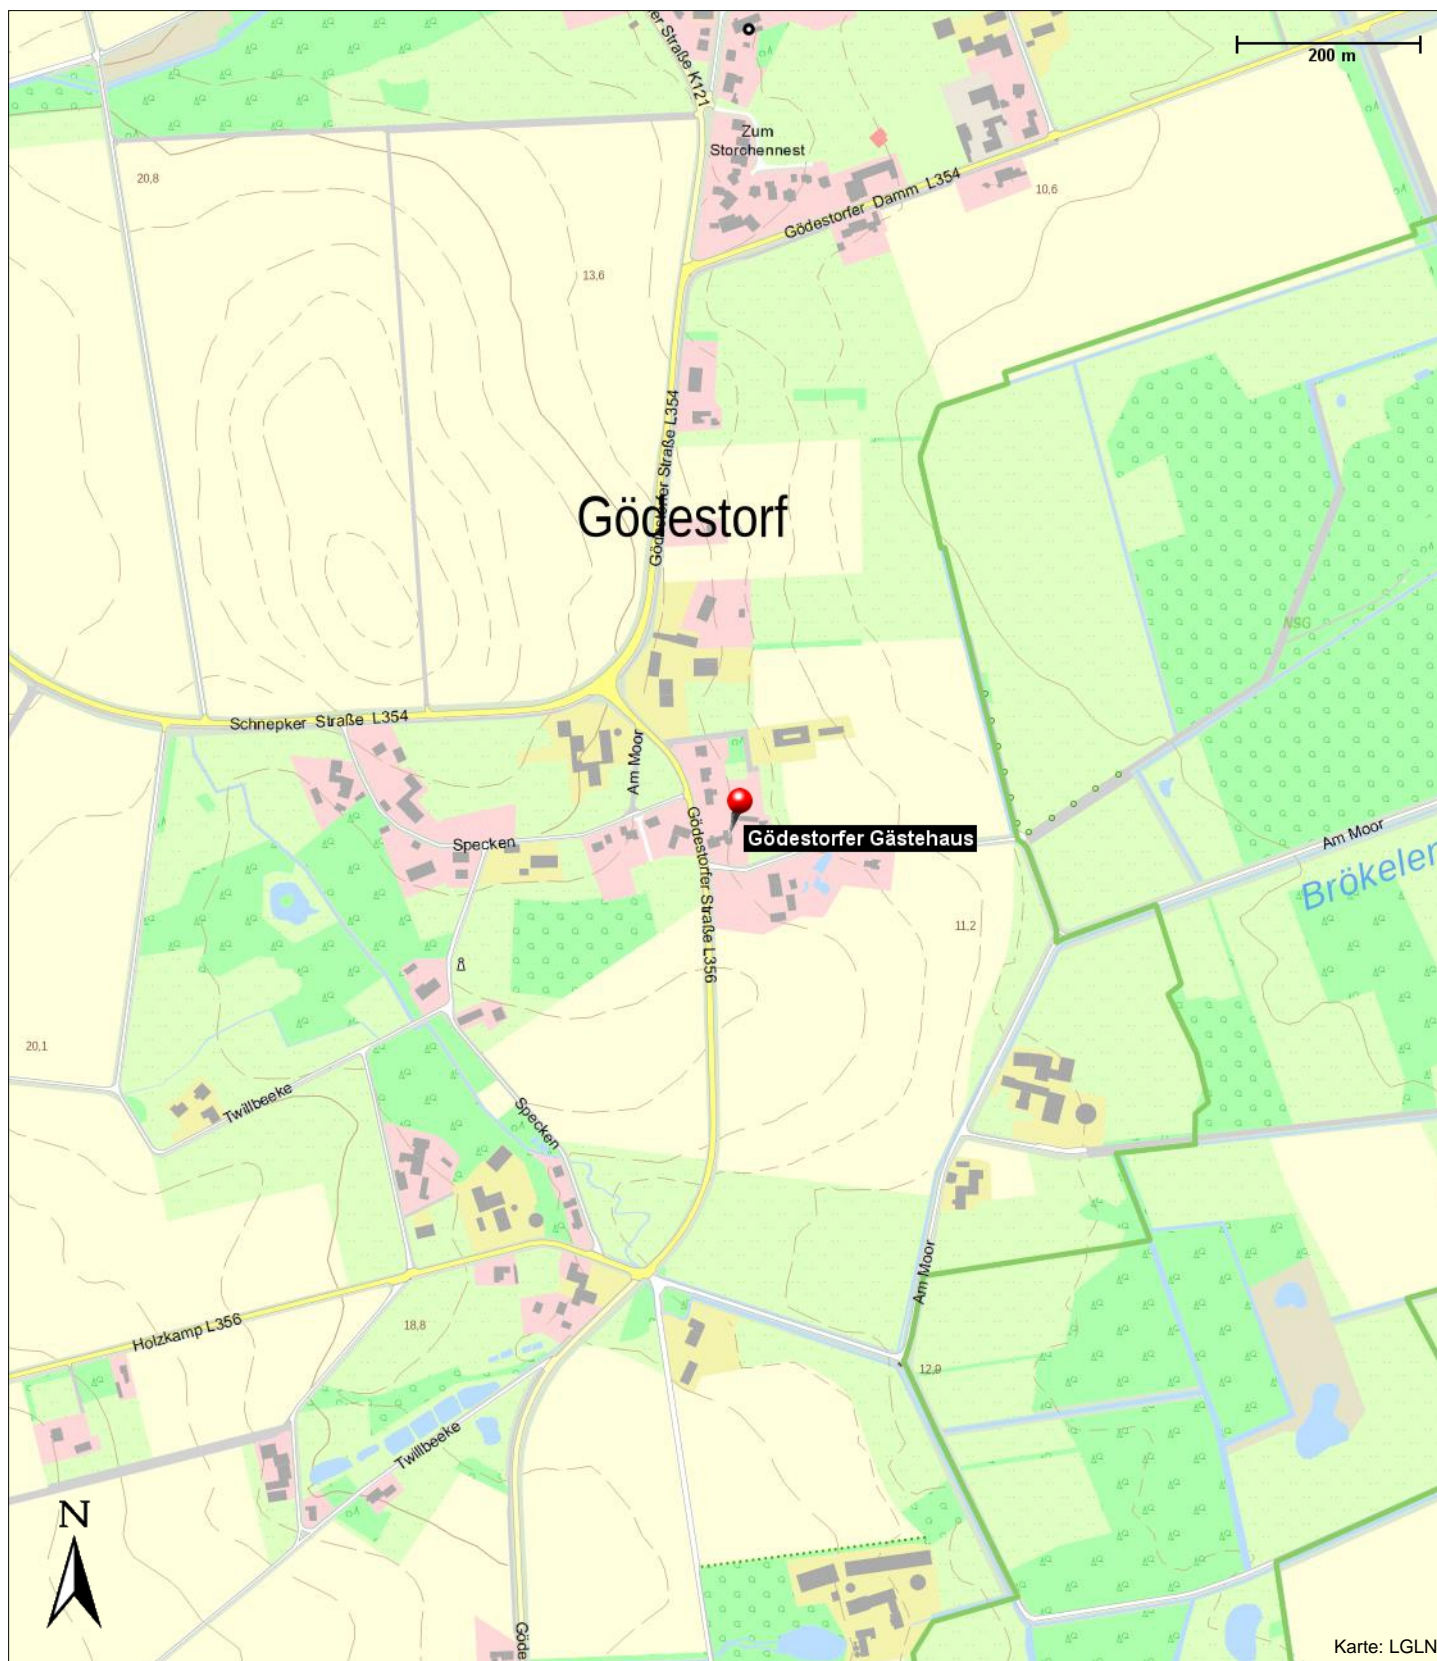 er Straße K121
200 m
Zum
Storchennest
20,8
Gödestorfer Damm L354
10,6
13,6
Gödestorfer Straße L354
Gödestorf
NSG
Schnepker Straße L354
Am Moor
Gödestorfer Gästehaus
Specken
Am Moor
Brökeler
Gödestorfer Straße L356
11,2
20,1
Twillbeeke
Specken
Am Moor
Holzkamp L356
18,8
12,9
Twillbeeke
N
Göde
Karte: LGLN